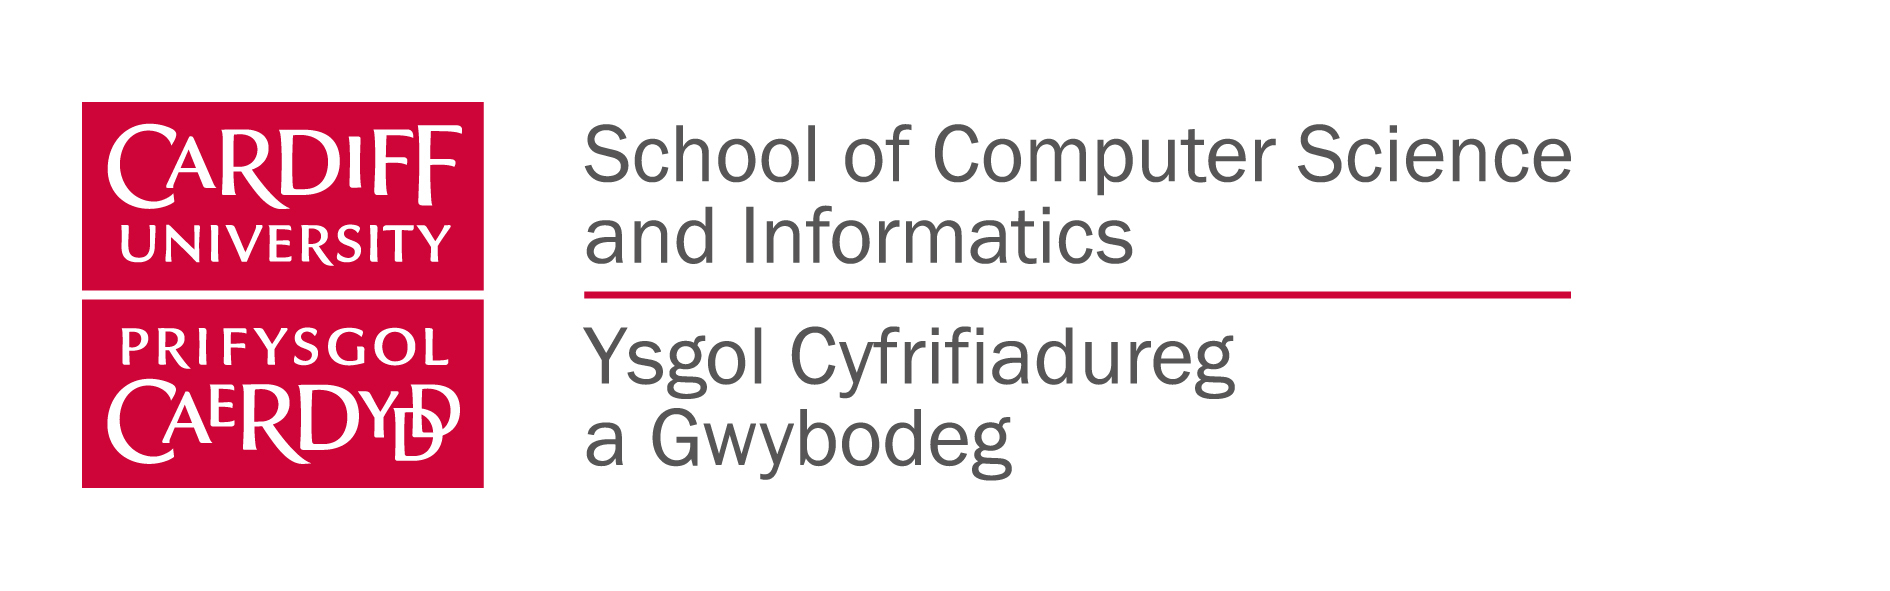 CARDIFF
UNIVERSITY
PRIFYSGOL
CAERDYDD
School of Computer Science
and Informatics
Ysgol Cyfrifiadureg
a Gwybodeg